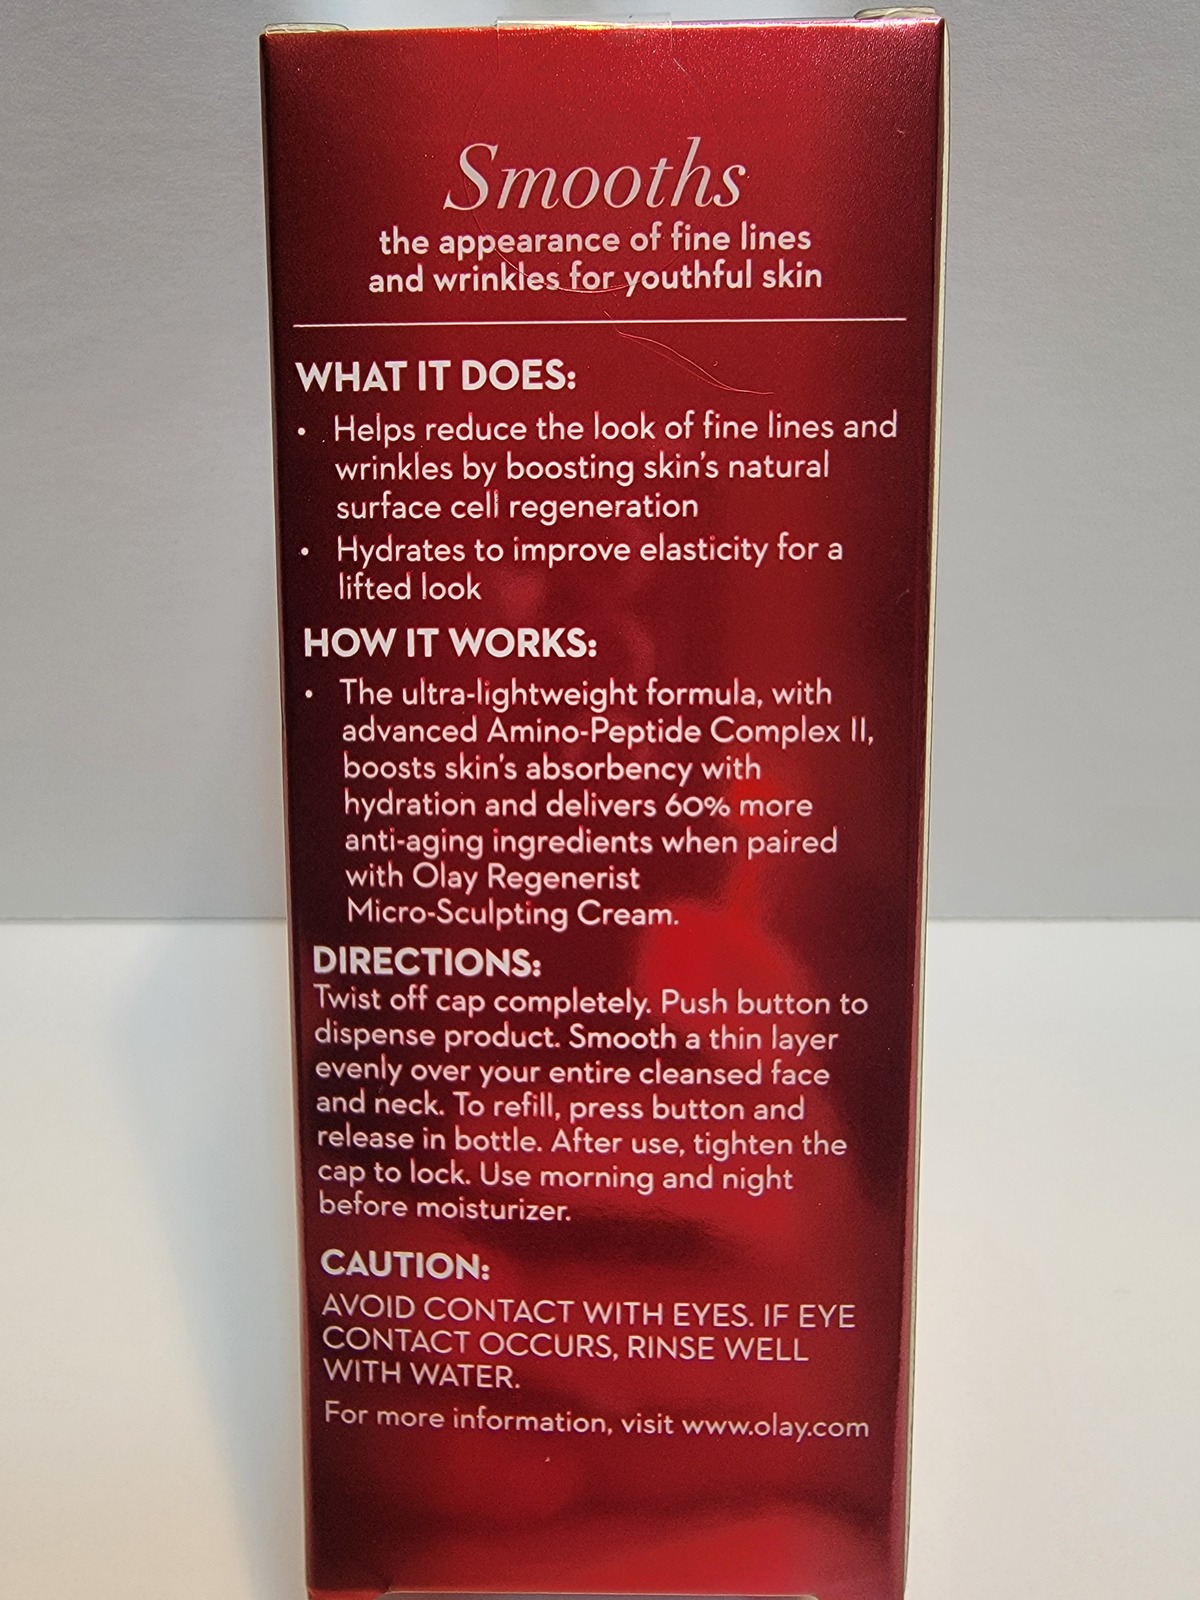 Smooths
the appearance of fine lines
and wrinkles for youthful skin
WHAT IT DOES:
• Helps reduce the look of fine lines and
wrinkles by boosting skin's natural
surface cell regeneration
• Hydrates to improve elasticity for a
lifted look
HOW IT WORKS:
• The ultra-lightweight formula, with
advanced Amino-Peptide Complex II,
boosts skin's absorbency with
hydration and delivers 60% more
anti-aging ingredients when paired
with Olay Regenerist
Micro-Sculpting Cream.
DIRECTIONS:
Twist off cap completely. Push button to
dispense product. Smooth a thin layer
evenly over your entire cleansed face
and neck. To refill, press button and
release in bottle. After use, tighten the
cap to lock. Use morning and night
before moisturizer.
CAUTION:
AVOID CONTACT WITH EYES. IF EYE
CONTACT OCCURS, RINSE WELL
WITH WATER.
For more information, visit www.olay.com